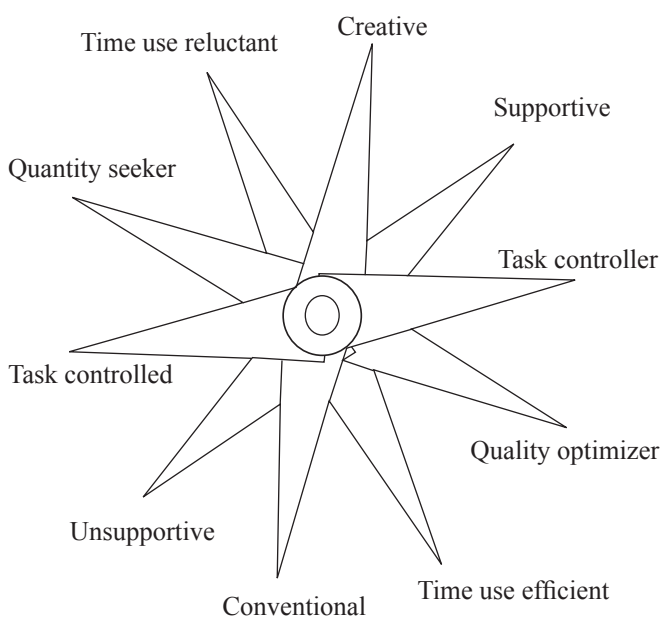 Creative
Time use reluctant
Supportive
Quantity seeker
Task controller
Task controlled
Quality optimizer
Unsupportive
Time use efficient
Conventional